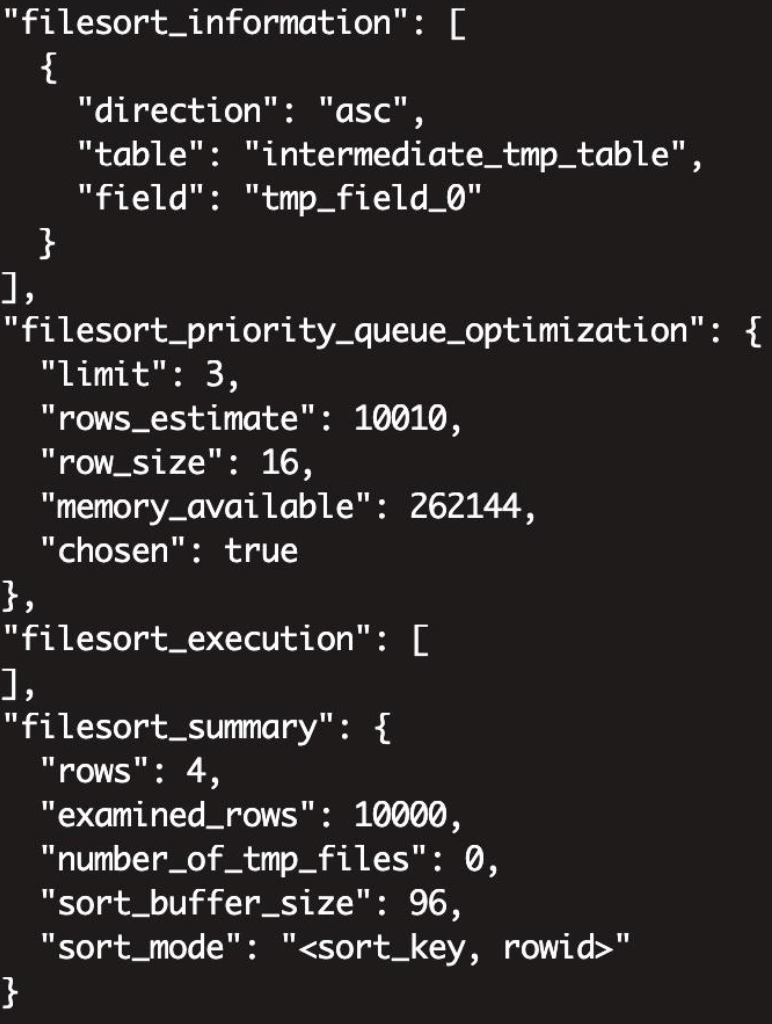 "filesort_information": [
  {
    "direction": "asc",
    "table": "intermediate_tmp_table",
    "field": "tmp_field_0"
  }
],
"filesort_priority_queue_optimization": {
  "limit": 3,
  "rows_estimate": 10010,
  "row_size": 16,
  "memory_available": 262144,
  "chosen": true
},
"filesort_execution": [
],
"filesort_summary": {
  "rows": 4,
  "examined_rows": 10000,
  "number_of_tmp_files": 0,
  "sort_buffer_size": 96,
  "sort_mode": "<sort_key, rowid>"
}